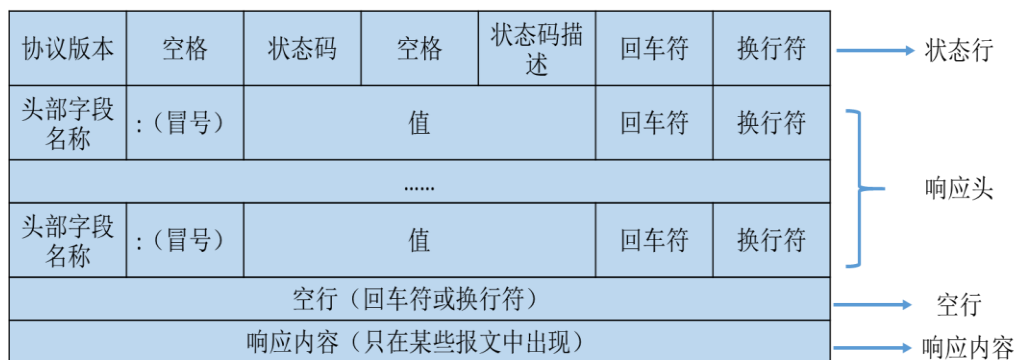 协议版本 空格 状态码 空格 状态码描述 回车符 换行符 状态行
头部字段名称 :（冒号） 值 回车符 换行符
...... 响应头
头部字段名称 :（冒号） 值 回车符 换行符
空行（回车符或换行符） 空行
响应内容（只在某些报文中出现） 响应内容